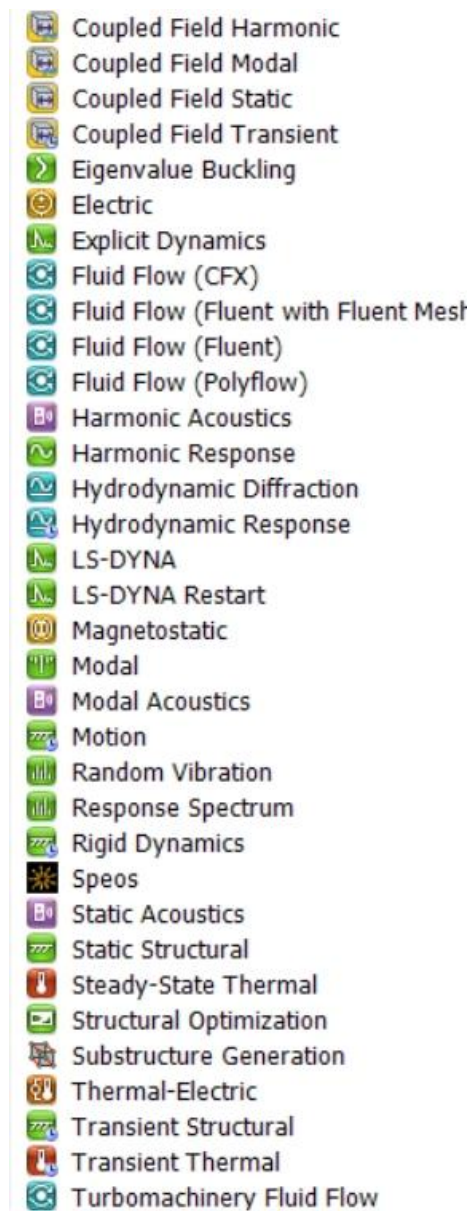 Coupled Field Harmonic
Coupled Field Modal
Coupled Field Static
Coupled Field Transient
Eigenvalue Buckling
Electric
Explicit Dynamics
Fluid Flow (CFX)
Fluid Flow (Fluent with Fluent Mesh
Fluid Flow (Fluent)
Fluid Flow (Polyflow)
Harmonic Acoustics
Harmonic Response
Hydrodynamic Diffraction
Hydrodynamic Response
LS-DYNA
LS-DYNA Restart
Magnetostatic
Modal
Modal Acoustics
Motion
Random Vibration
Response Spectrum
Rigid Dynamics
Speos
Static Acoustics
Static Structural
Steady-State Thermal
Structural Optimization
Substructure Generation
Thermal-Electric
Transient Structural
Transient Thermal
Turbomachinery Fluid Flow